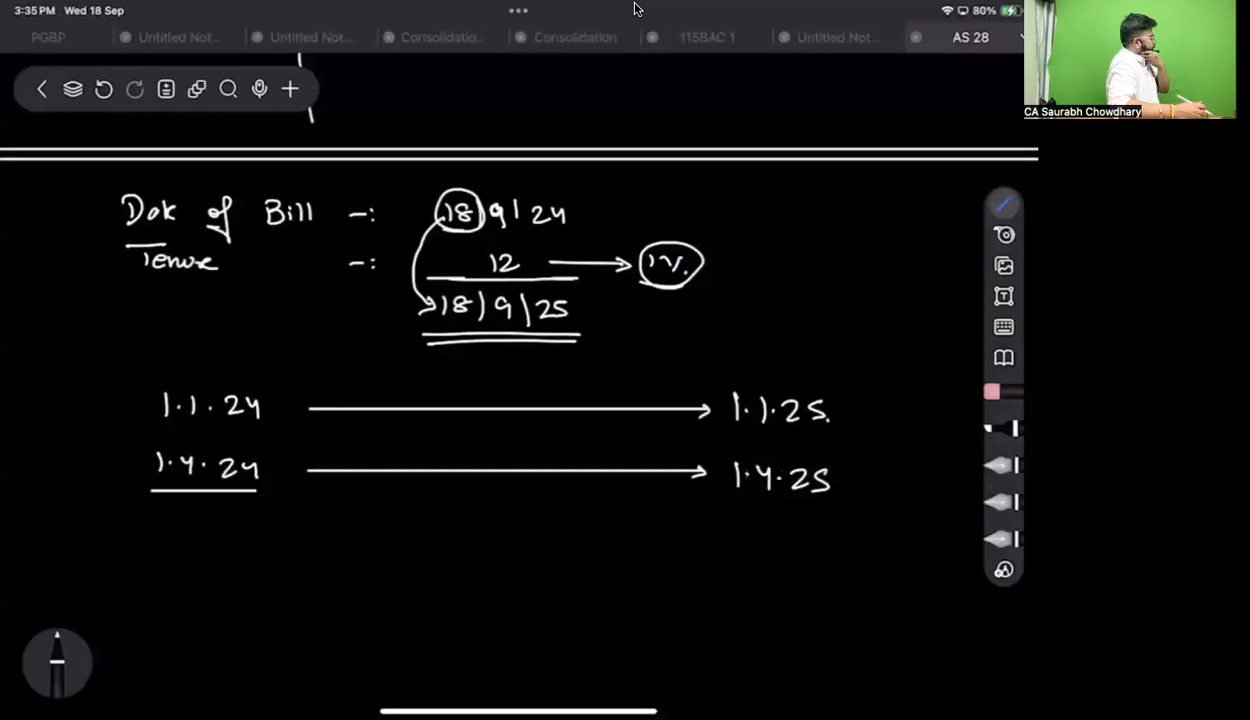 3:35 PM Wed 18 Sep
80%
PGBP
Untitled Not...
Untitled Not...
Consolidatio...
Consolidation
115BAC 1
Untitled Not...
AS 28
CA Saurabh Chowdhary
Date of Bill -: 18/9/24
Tenure -: 12 1Y.
18/9/25
1.1.24 1.1.25
1.4.24 1.4.25